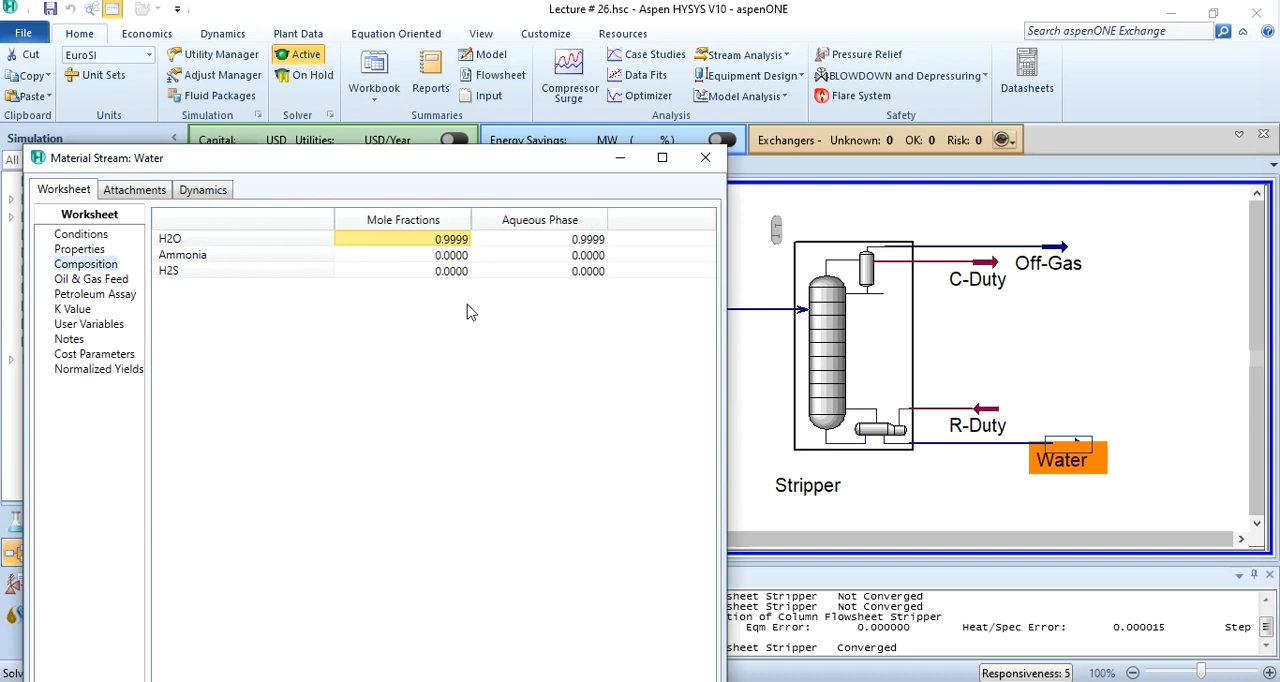 Lecture # 26.hsc - Aspen HYSYS V10 - aspenONE
File Home Economics Dynamics Plant Data Equation Oriented View Customize Resources
Search aspenONE Exchange
Cut EuroSI Utility Manager Active Model Case Studies Stream Analysis Pressure Relief
Copy Unit Sets Adjust Manager On Hold Flowsheet Data Fits Equipment Design BLOWDOWN and Depressuring
Paste Fluid Packages Workbook Reports Input Compressor Surge Optimizer Model Analysis Flare System Datasheets
Clipboard Units Simulation Solver Summaries Analysis Safety
Simulation Capital: USD Utilities: USD/Year Energy Savings: MW ( %) Exchangers - Unknown: 0 OK: 0 Risk: 0
All
Material Stream: Water
Worksheet Attachments Dynamics
Worksheet
Conditions
Properties
Composition
Oil & Gas Feed
Petroleum Assay
K Value
User Variables
Notes
Cost Parameters
Normalized Yields
Mole Fractions Aqueous Phase
H2O 0.9999 0.9999
Ammonia 0.0000 0.0000
H2S 0.0000 0.0000
Off-Gas
C-Duty
R-Duty
Water
Stripper
sheet Stripper Not Converged
sheet Stripper Not Converged
tion of Column Flowsheet Stripper
Eqm Error: 0.000000 Heat/Spec Error: 0.000015 Step
sheet Stripper Converged
Solv
Responsiveness: 5 100%